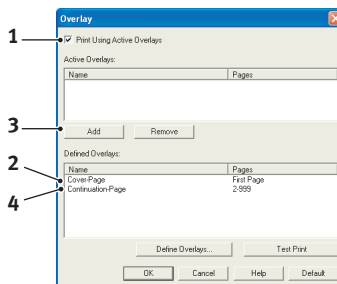 Overlay
1 Print Using Active Overlays
Active Overlays:
Name Pages
3 Add Remove
Defined Overlays:
Name Pages
2 Cover-Page First Page
4 Continuation-Page 2-999
Define Overlays... Test Print
OK Cancel Help Default